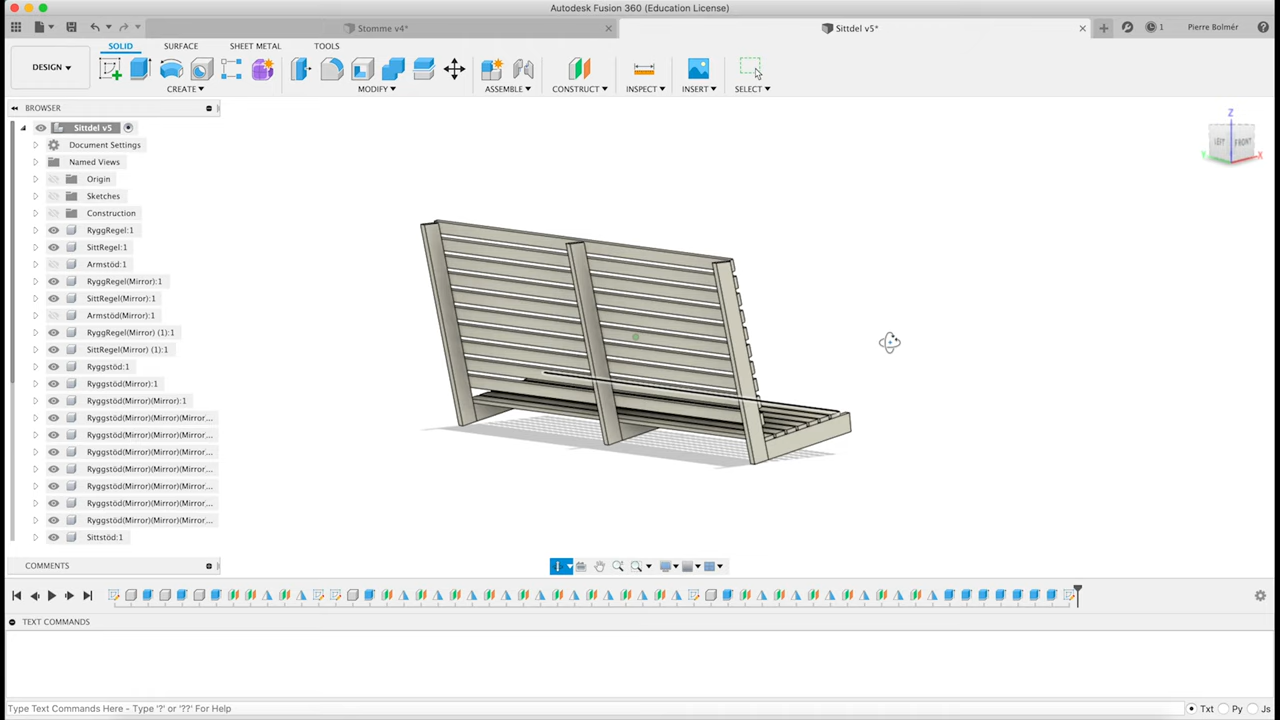 Autodesk Fusion 360 (Education License)
Stomme v4*
Sittdel v5*
1
Pierre Bolmér
DESIGN
SOLID
SURFACE
SHEET METAL
TOOLS
CREATE
MODIFY
ASSEMBLE
CONSTRUCT
INSPECT
INSERT
SELECT
BROWSER
Sittdel v5
Document Settings
Named Views
Origin
Sketches
Construction
RyggRegel:1
SittRegel:1
Armstöd:1
RyggRegel(Mirror):1
SittRegel(Mirror):1
Armstöd(Mirror):1
RyggRegel(Mirror) (1):1
SittRegel(Mirror) (1):1
Ryggstöd:1
Ryggstöd(Mirror):1
Ryggstöd(Mirror)(Mirror):1
Ryggstöd(Mirror)(Mirror)(Mirror...
Ryggstöd(Mirror)(Mirror)(Mirror...
Ryggstöd(Mirror)(Mirror)(Mirror...
Ryggstöd(Mirror)(Mirror)(Mirror...
Ryggstöd(Mirror)(Mirror)(Mirror...
Ryggstöd(Mirror)(Mirror)(Mirror...
Ryggstöd(Mirror)(Mirror)(Mirror...
Sittstöd:1
Z
FRONT
Y
X
COMMENTS
TEXT COMMANDS
Type Text Commands Here - Type '?' or '??' For Help
Txt Py Js